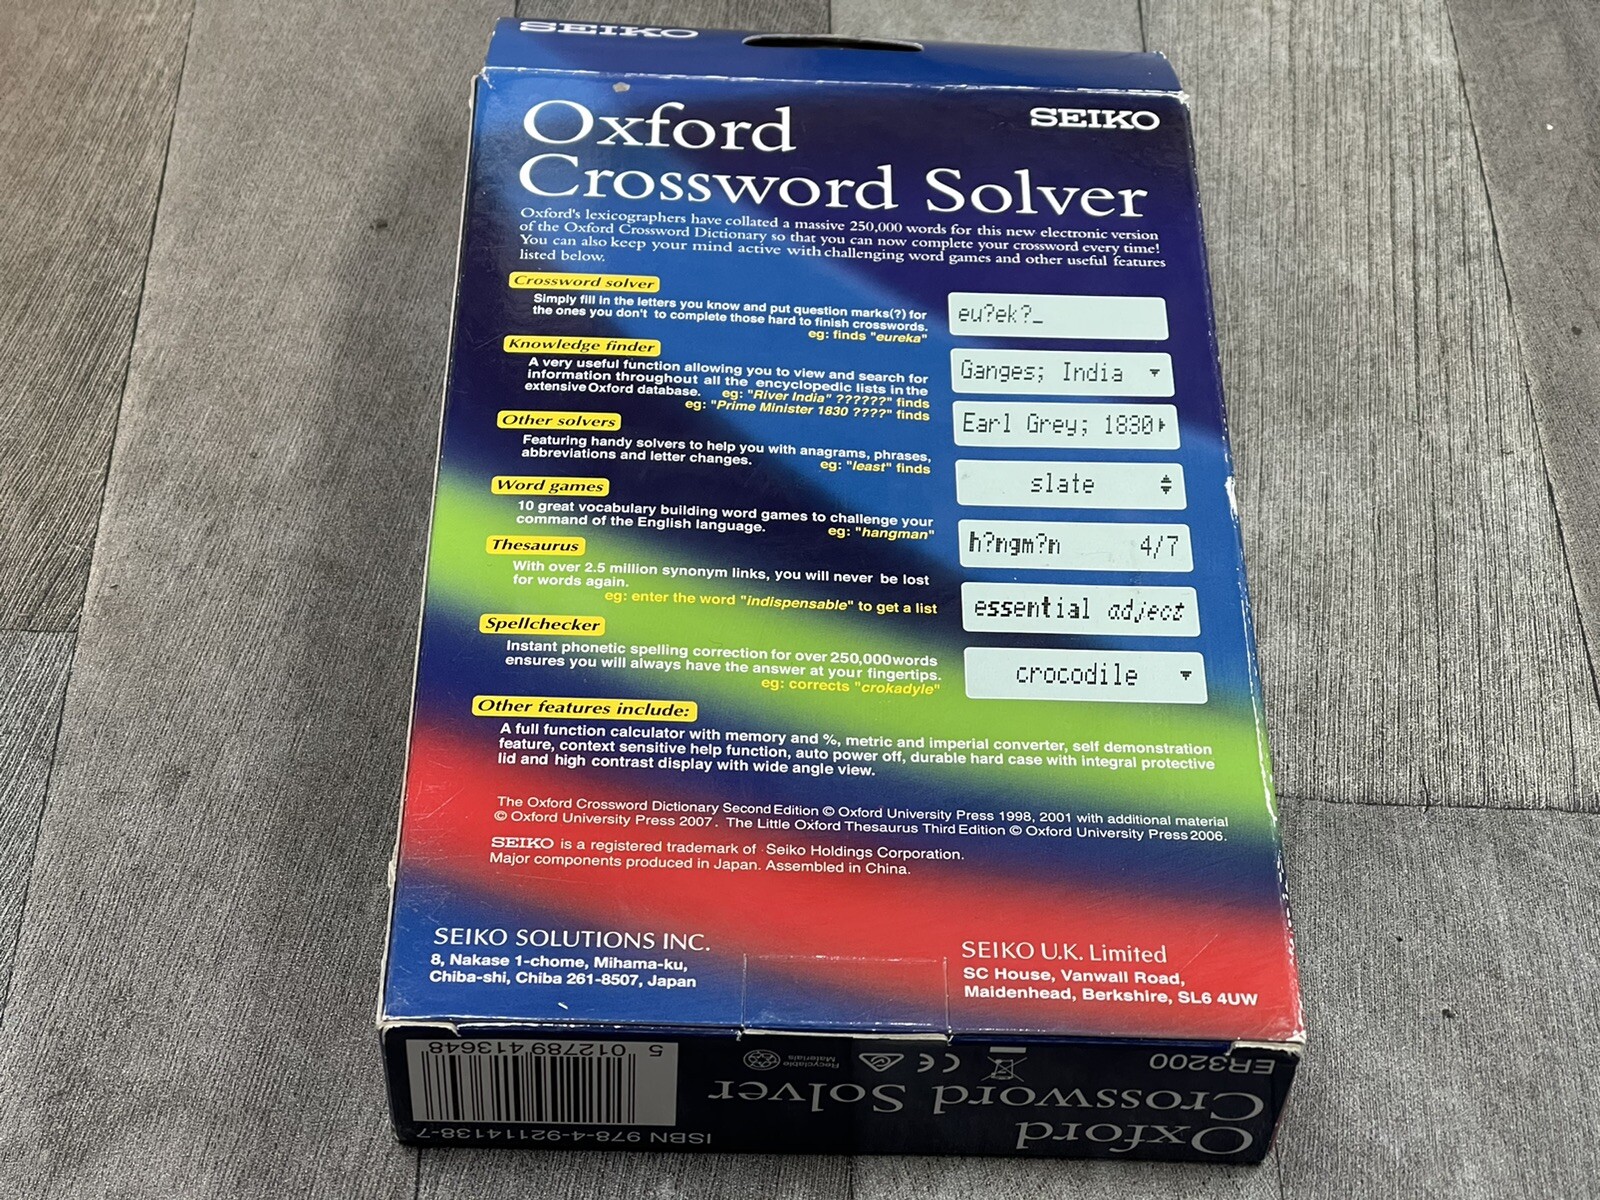 SEIKO
Oxford
SEIKO
Crossword Solver
Oxford's lexicographers have collated a massive 250,000 words for this new electronic version
of the Oxford Crossword Dictionary so that you can now complete your crossword every time!
You can also keep your mind active with challenging word games and other useful features
listed below.
Crossword solver
Simply fill in the letters you know and put question marks(?) for
the ones you don't to complete those hard to finish crosswords.
eg: finds "eureka"
eu?ek?_
Knowledge finder
A very useful function allowing you to view and search for
information throughout all the encyclopedic lists in the
extensive Oxford database. eg: "River India" ??????" finds
eg: "Prime Minister 1830 ????" finds
Ganges; India
Earl Grey; 1830
Other solvers
Featuring handy solvers to help you with anagrams, phrases,
abbreviations and letter changes. eg: "least" finds
slate
Word games
10 great vocabulary building word games to challenge your
command of the English language. eg: "hangman"
h?ngm?n 4/7
Thesaurus
With over 2.5 million synonym links, you will never be lost
for words again.
eg: enter the word "indispensable" to get a list
essential adject
Spellchecker
Instant phonetic spelling correction for over 250,000words
ensures you will always have the answer at your fingertips.
eg: corrects "crokadyle"
crocodile
Other features include:
A full function calculator with memory and %, metric and imperial converter, self demonstration
feature, context sensitive help function, auto power off, durable hard case with integral protective
lid and high contrast display with wide angle view.
The Oxford Crossword Dictionary Second Edition © Oxford University Press 1998, 2001 with additional material
© Oxford University Press 2007. The Little Oxford Thesaurus Third Edition © Oxford University Press 2006.
SEIKO is a registered trademark of Seiko Holdings Corporation.
Major components produced in Japan. Assembled in China.
SEIKO SOLUTIONS INC.
8, Nakase 1-chome, Mihama-ku,
Chiba-shi, Chiba 261-8507, Japan
SEIKO U.K. Limited
SC House, Vanwall Road,
Maidenhead, Berkshire, SL6 4UW
Oxford
Crossword Solver
ER3200
CE
Recyclable
Materials
ISBN 978-4-921114138-7
5 012789 413648